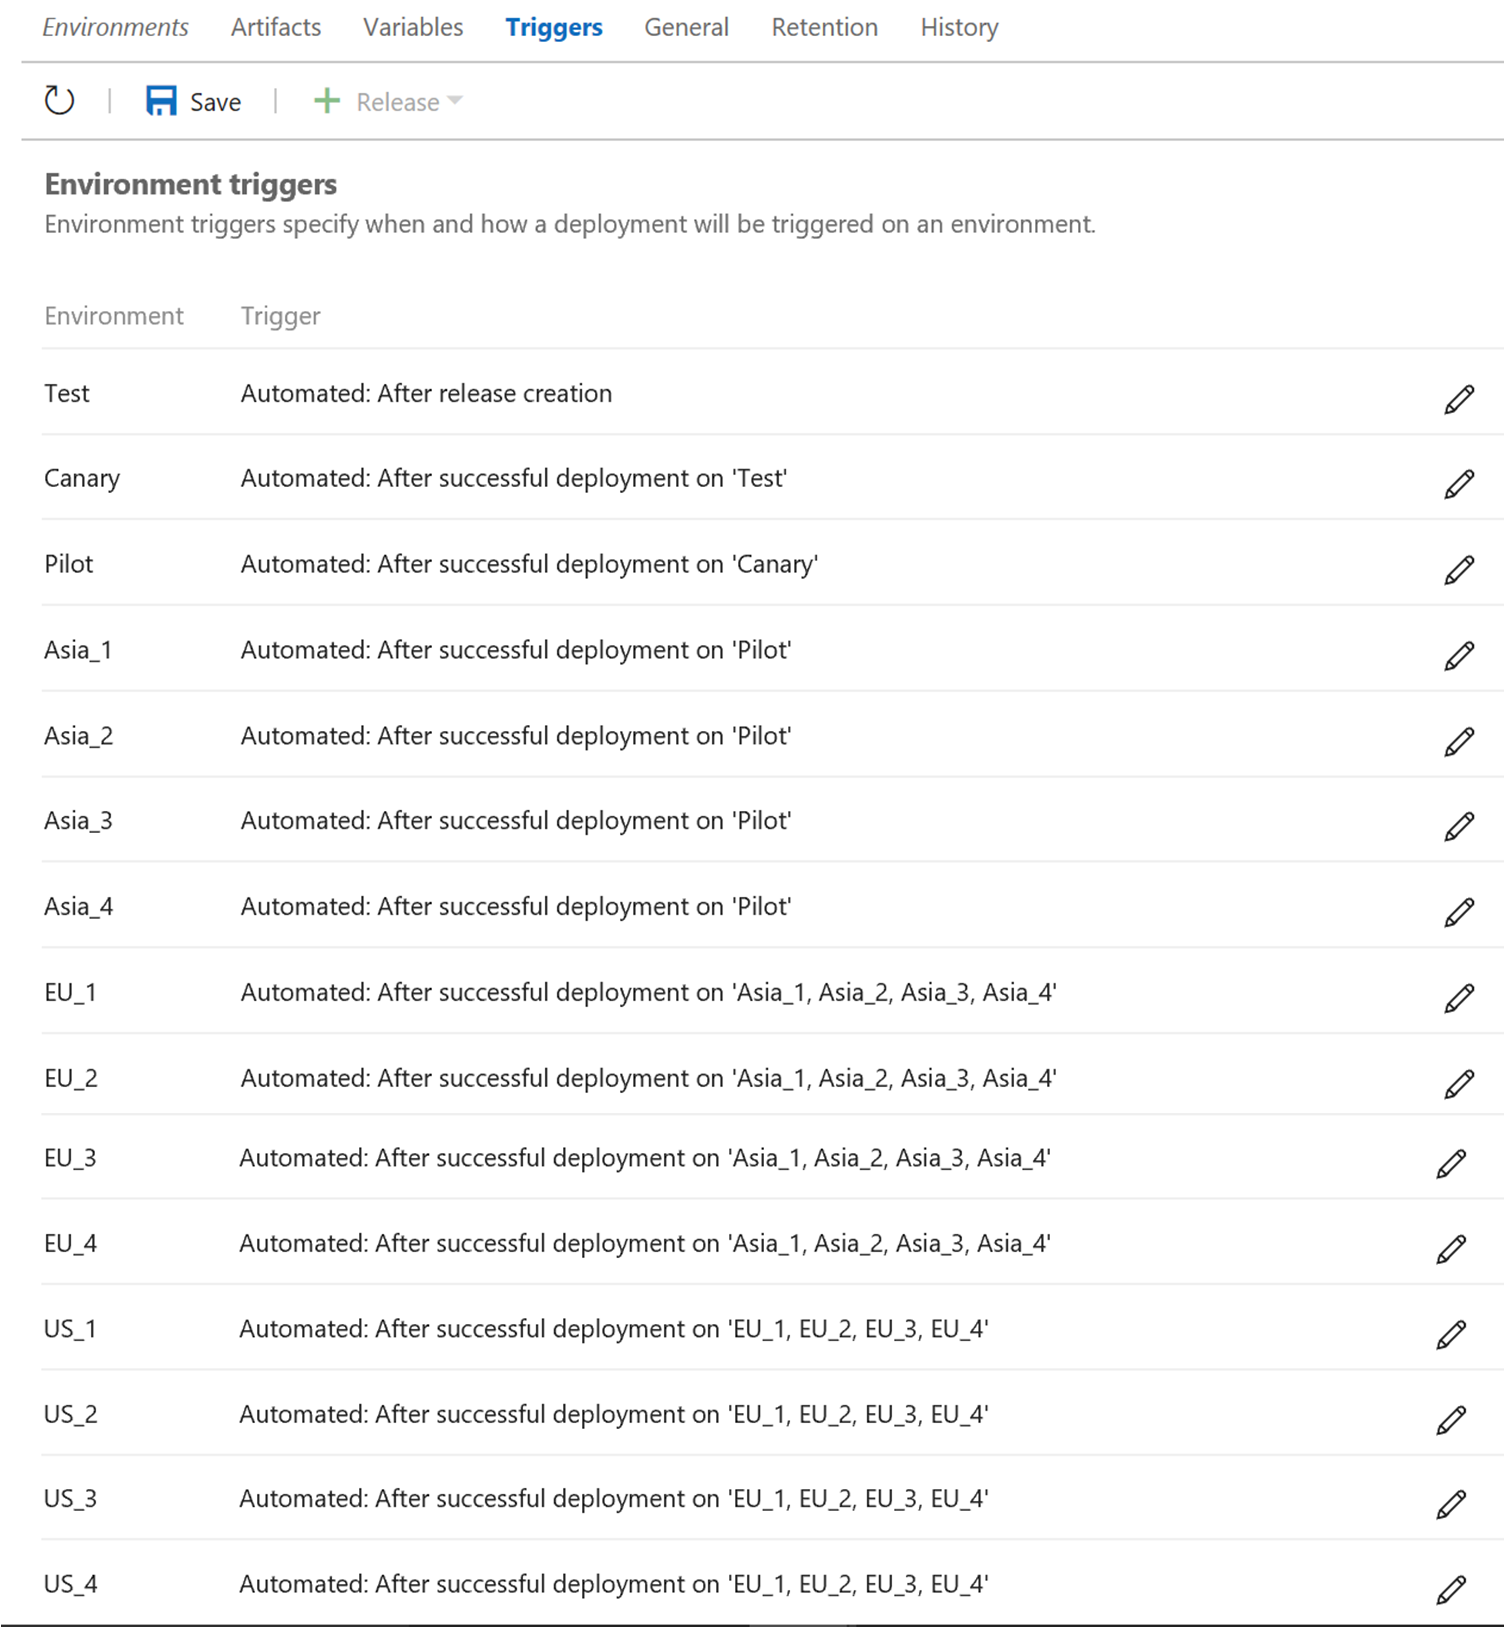 Environments Artifacts Variables Triggers General Retention History
Save Release
Environment triggers
Environment triggers specify when and how a deployment will be triggered on an environment.
Environment Trigger
Test Automated: After release creation
Canary Automated: After successful deployment on 'Test'
Pilot Automated: After successful deployment on 'Canary'
Asia_1 Automated: After successful deployment on 'Pilot'
Asia_2 Automated: After successful deployment on 'Pilot'
Asia_3 Automated: After successful deployment on 'Pilot'
Asia_4 Automated: After successful deployment on 'Pilot'
EU_1 Automated: After successful deployment on 'Asia_1, Asia_2, Asia_3, Asia_4'
EU_2 Automated: After successful deployment on 'Asia_1, Asia_2, Asia_3, Asia_4'
EU_3 Automated: After successful deployment on 'Asia_1, Asia_2, Asia_3, Asia_4'
EU_4 Automated: After successful deployment on 'Asia_1, Asia_2, Asia_3, Asia_4'
US_1 Automated: After successful deployment on 'EU_1, EU_2, EU_3, EU_4'
US_2 Automated: After successful deployment on 'EU_1, EU_2, EU_3, EU_4'
US_3 Automated: After successful deployment on 'EU_1, EU_2, EU_3, EU_4'
US_4 Automated: After successful deployment on 'EU_1, EU_2, EU_3, EU_4'